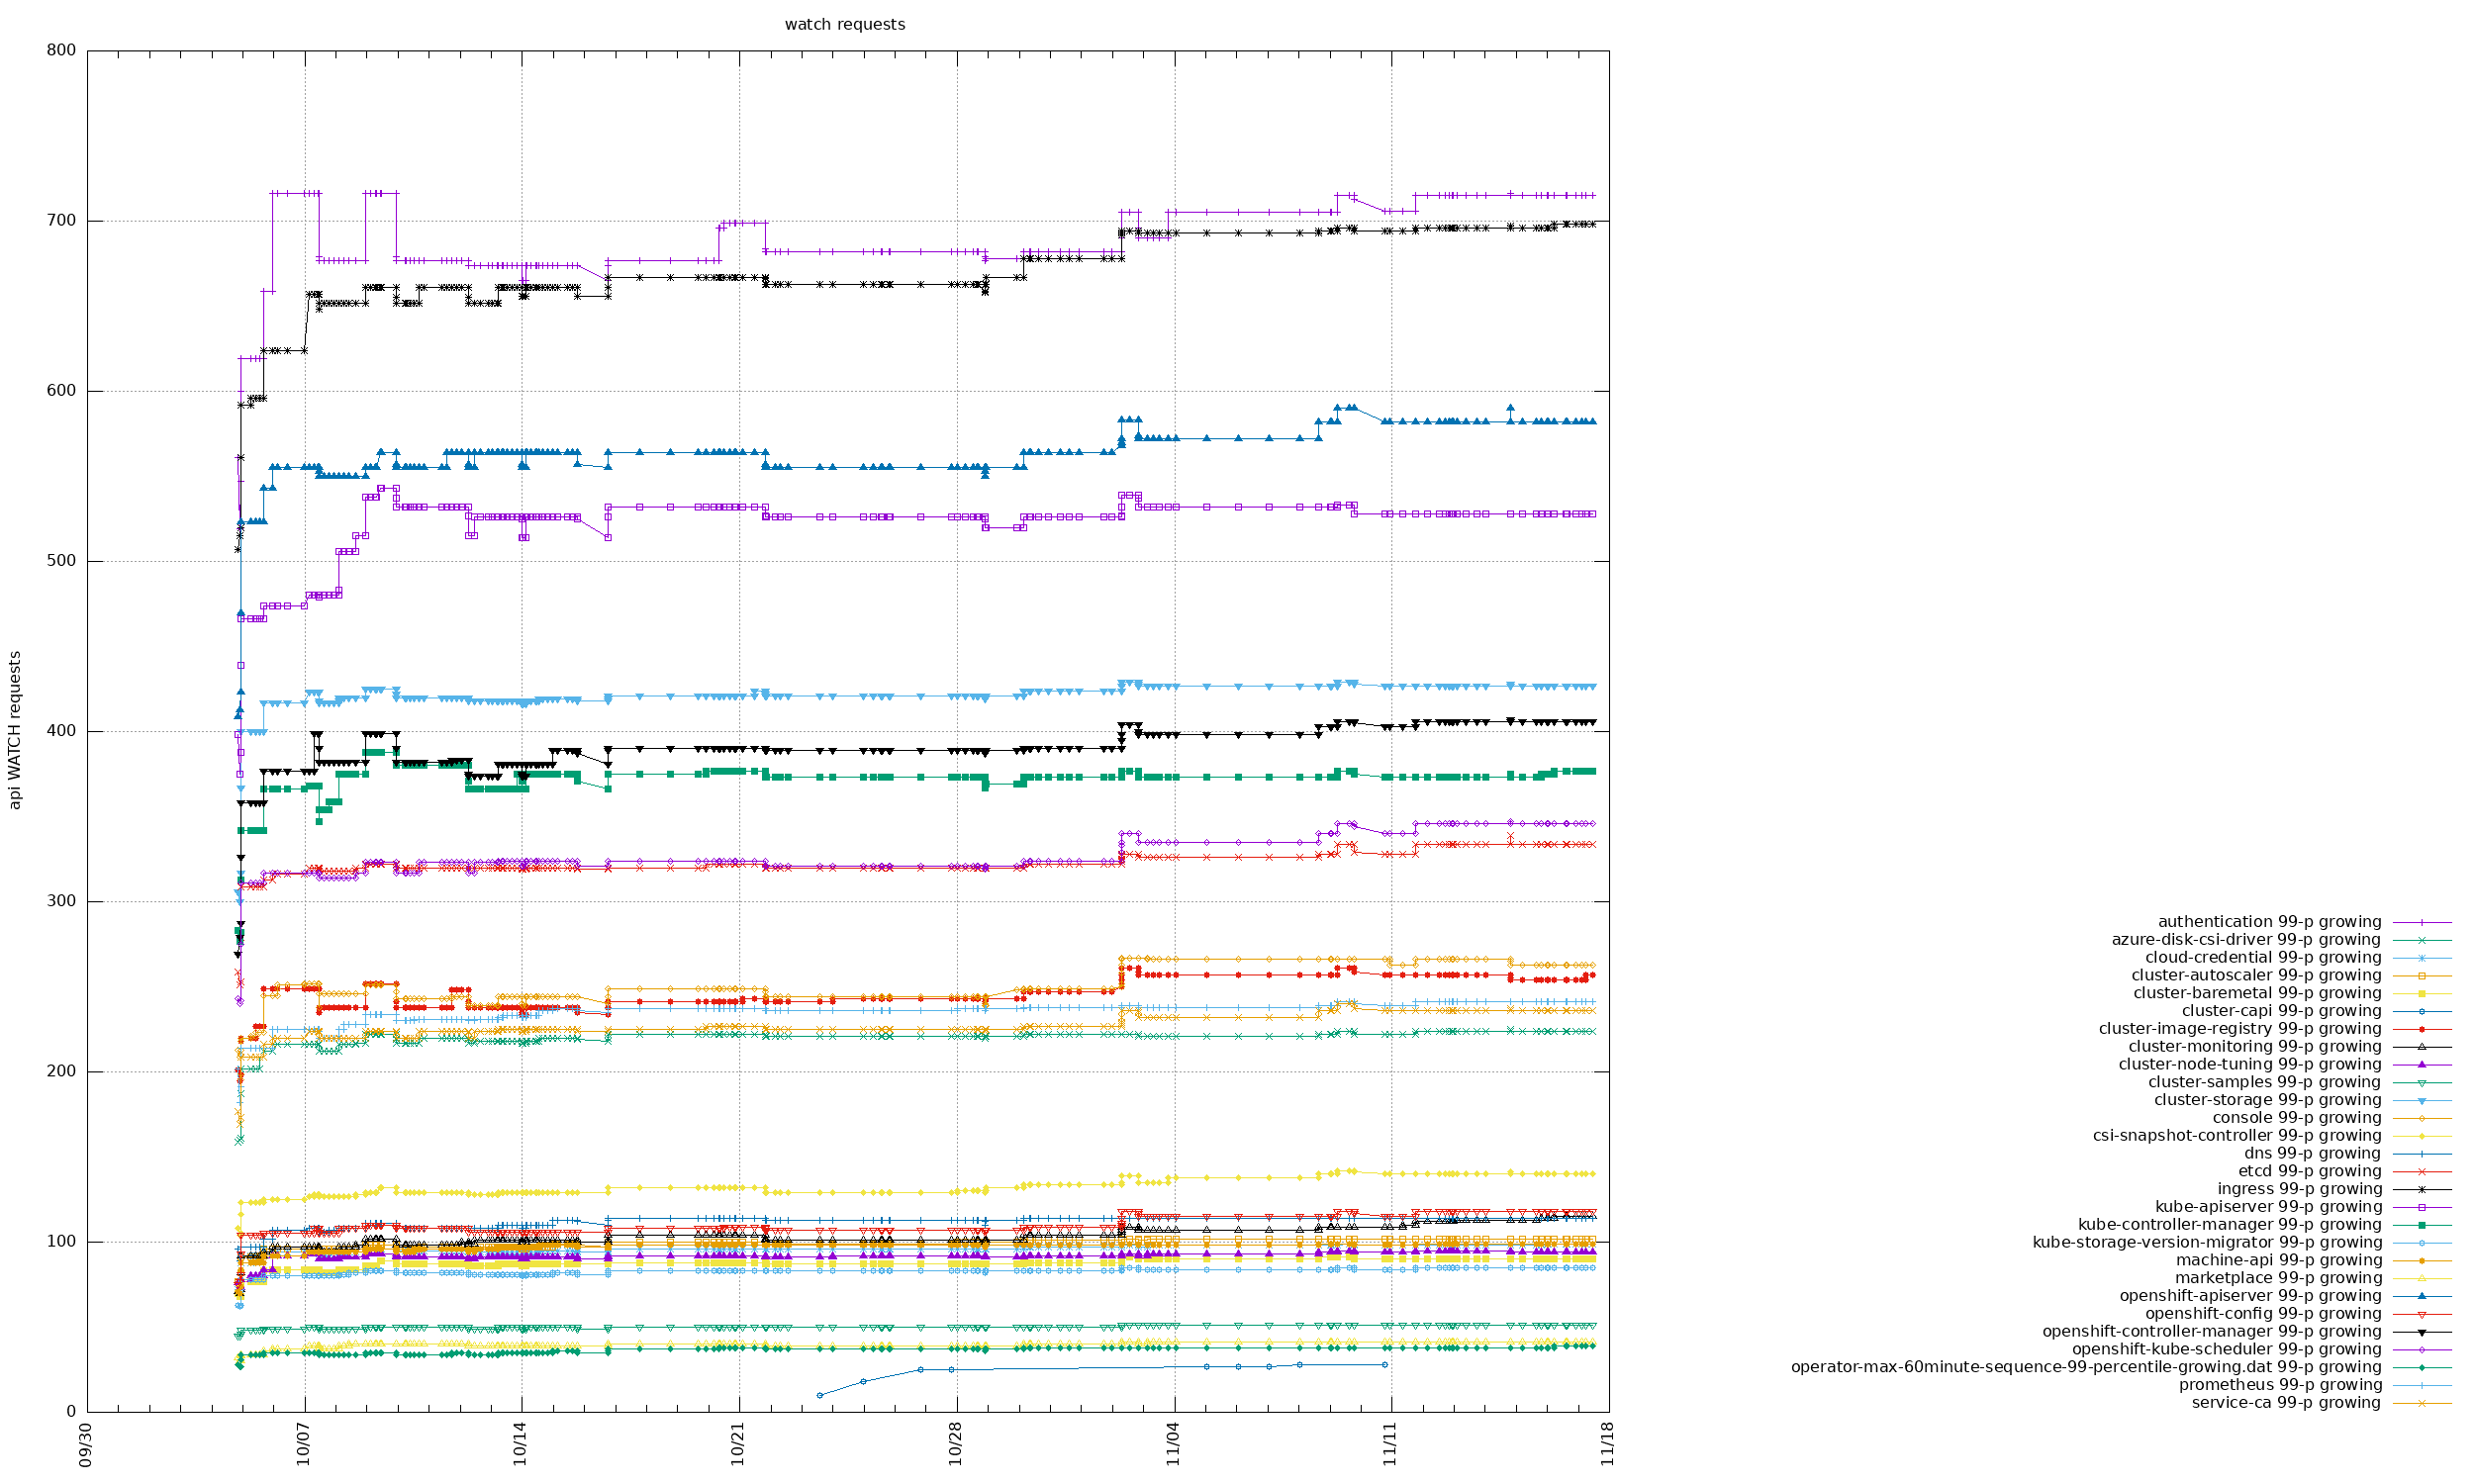 watch requests
800
700
600
500
400
300
200
100
0
api WATCH requests
09/30
10/07
10/14
10/21
10/28
11/04
11/11
11/18
authentication 99-p growing
azure-disk-csi-driver 99-p growing
cloud-credential 99-p growing
cluster-autoscaler 99-p growing
cluster-baremetal 99-p growing
cluster-capi 99-p growing
cluster-image-registry 99-p growing
cluster-monitoring 99-p growing
cluster-node-tuning 99-p growing
cluster-samples 99-p growing
cluster-storage 99-p growing
console 99-p growing
csi-snapshot-controller 99-p growing
dns 99-p growing
etcd 99-p growing
ingress 99-p growing
kube-apiserver 99-p growing
kube-controller-manager 99-p growing
kube-storage-version-migrator 99-p growing
machine-api 99-p growing
marketplace 99-p growing
openshift-apiserver 99-p growing
openshift-config 99-p growing
openshift-controller-manager 99-p growing
openshift-kube-scheduler 99-p growing
operator-max-60minute-sequence-99-percentile-growing.dat 99-p growing
prometheus 99-p growing
service-ca 99-p growing